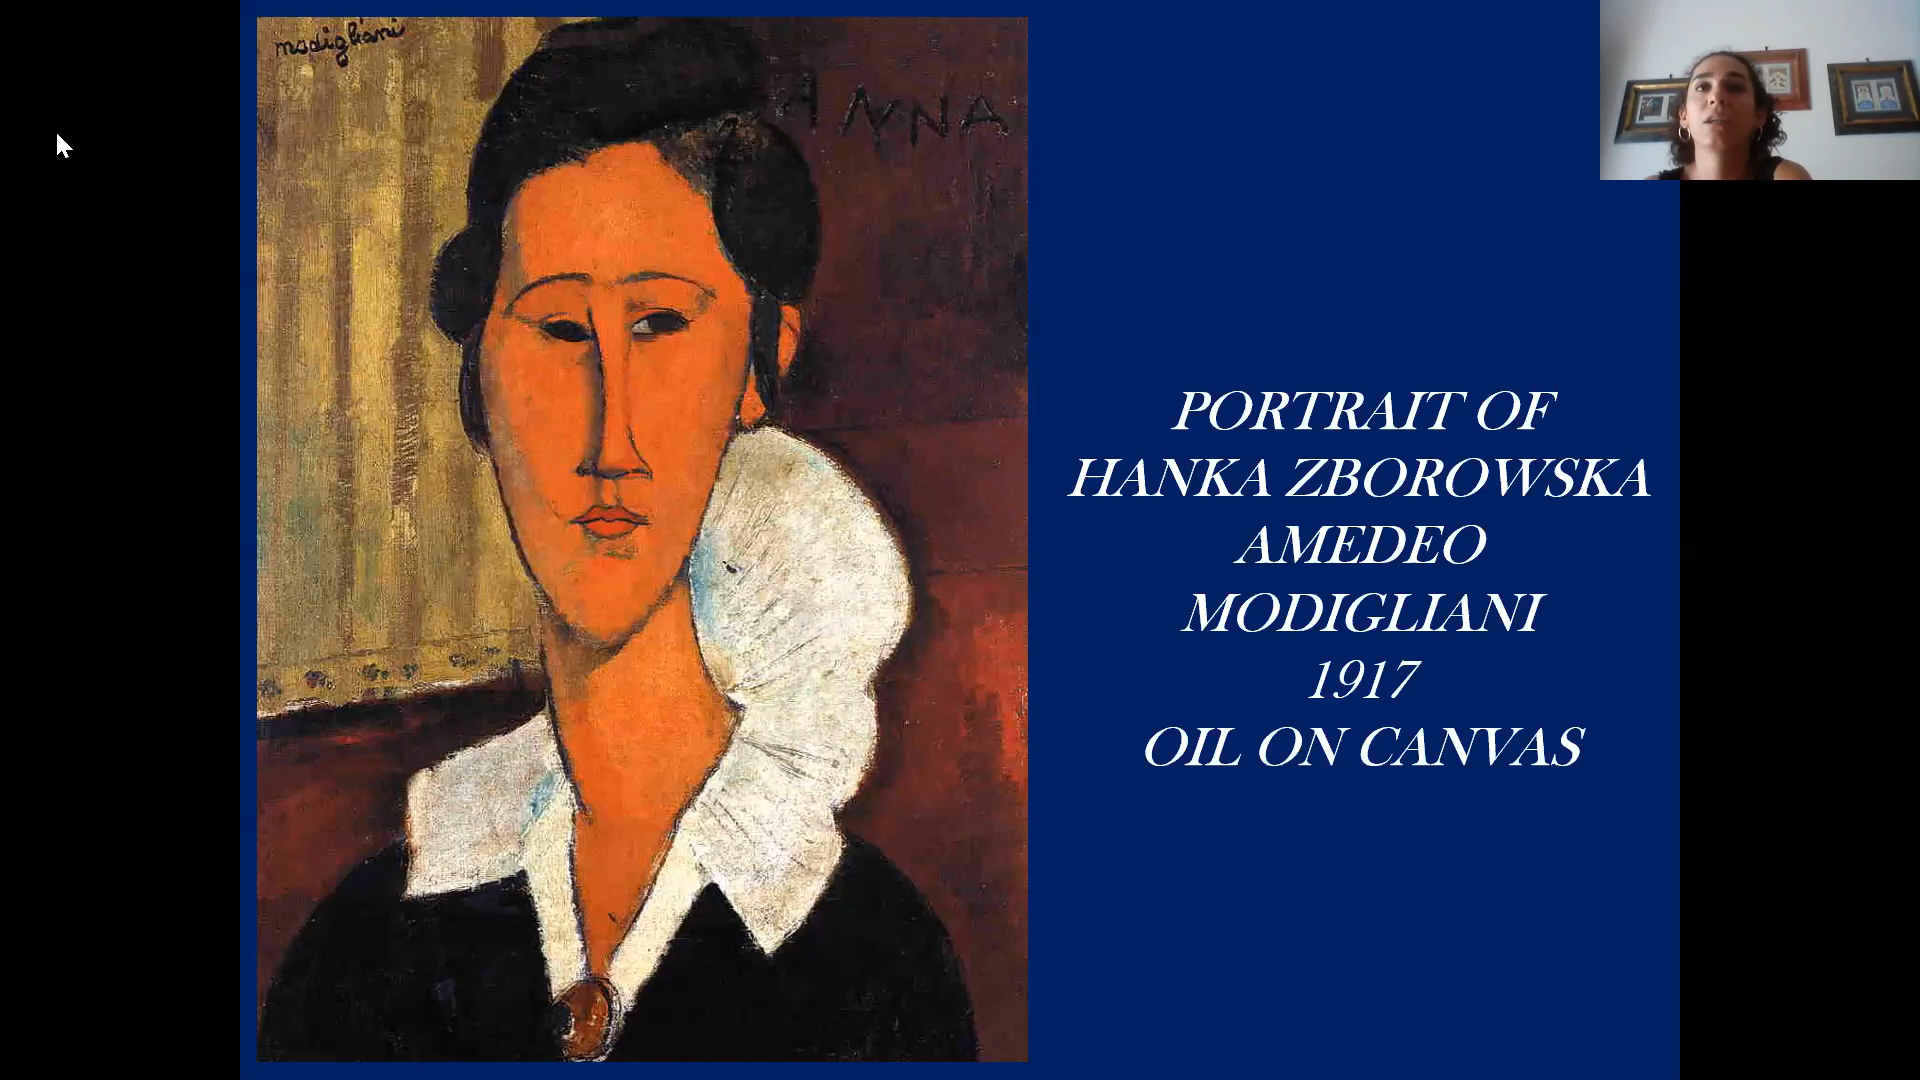 modigliani
ANNA
PORTRAIT OF
HANKA ZBOROWSKA
AMEDEO
MODIGLIANI
1917
OIL ON CANVAS